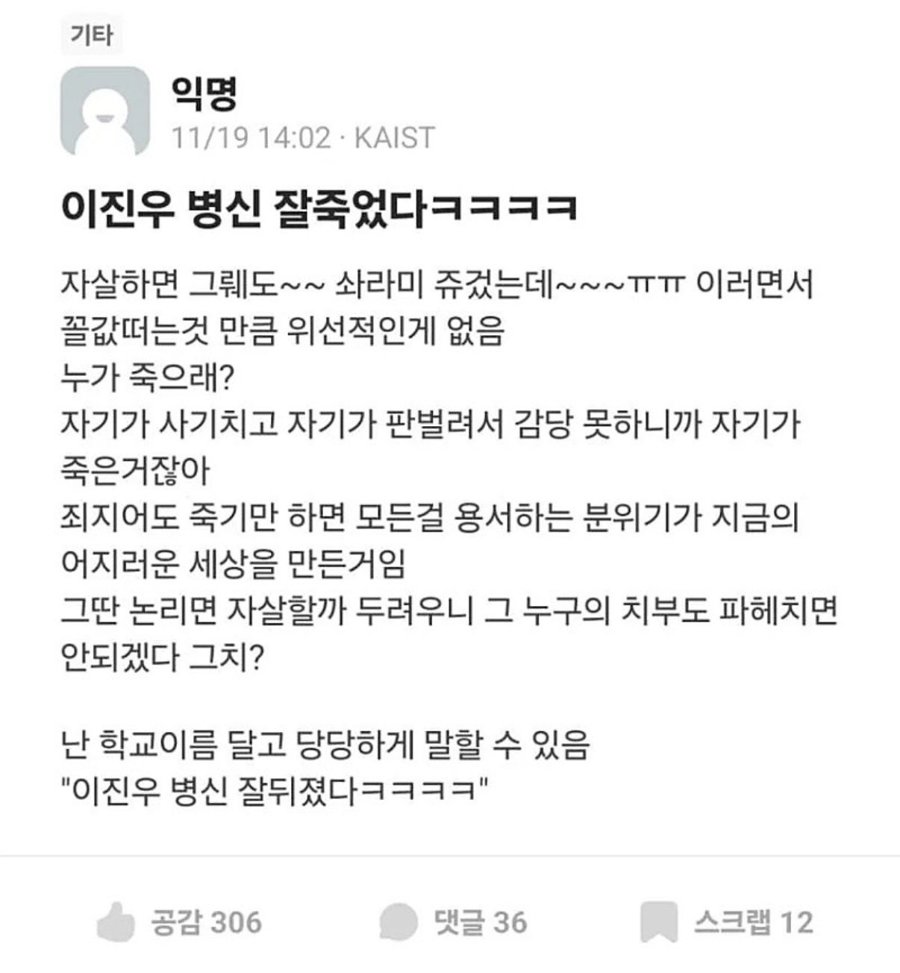 기타
익명
11/19 14:02 · KAIST
이진우 병신 잘죽었다ㅋㅋㅋㅋ
자살하면 그뤠도~~ 솨라미 쥬겄는데~~~ㅠㅠ 이러면서
꼴값떠는것 만큼 위선적인게 없음
누가 죽으래?
자기가 사기치고 자기가 판벌려서 감당 못하니까 자기가
죽은거잖아
죄지어도 죽기만 하면 모든걸 용서하는 분위기가 지금의
어지러운 세상을 만든거임
그딴 논리면 자살할까 두려우니 그 누구의 치부도 파헤치면
안되겠다 그치?
난 학교이름 달고 당당하게 말할 수 있음
"이진우 병신 잘뒤졌다ㅋㅋㅋㅋ"
공감 306
댓글 36
스크랩 12